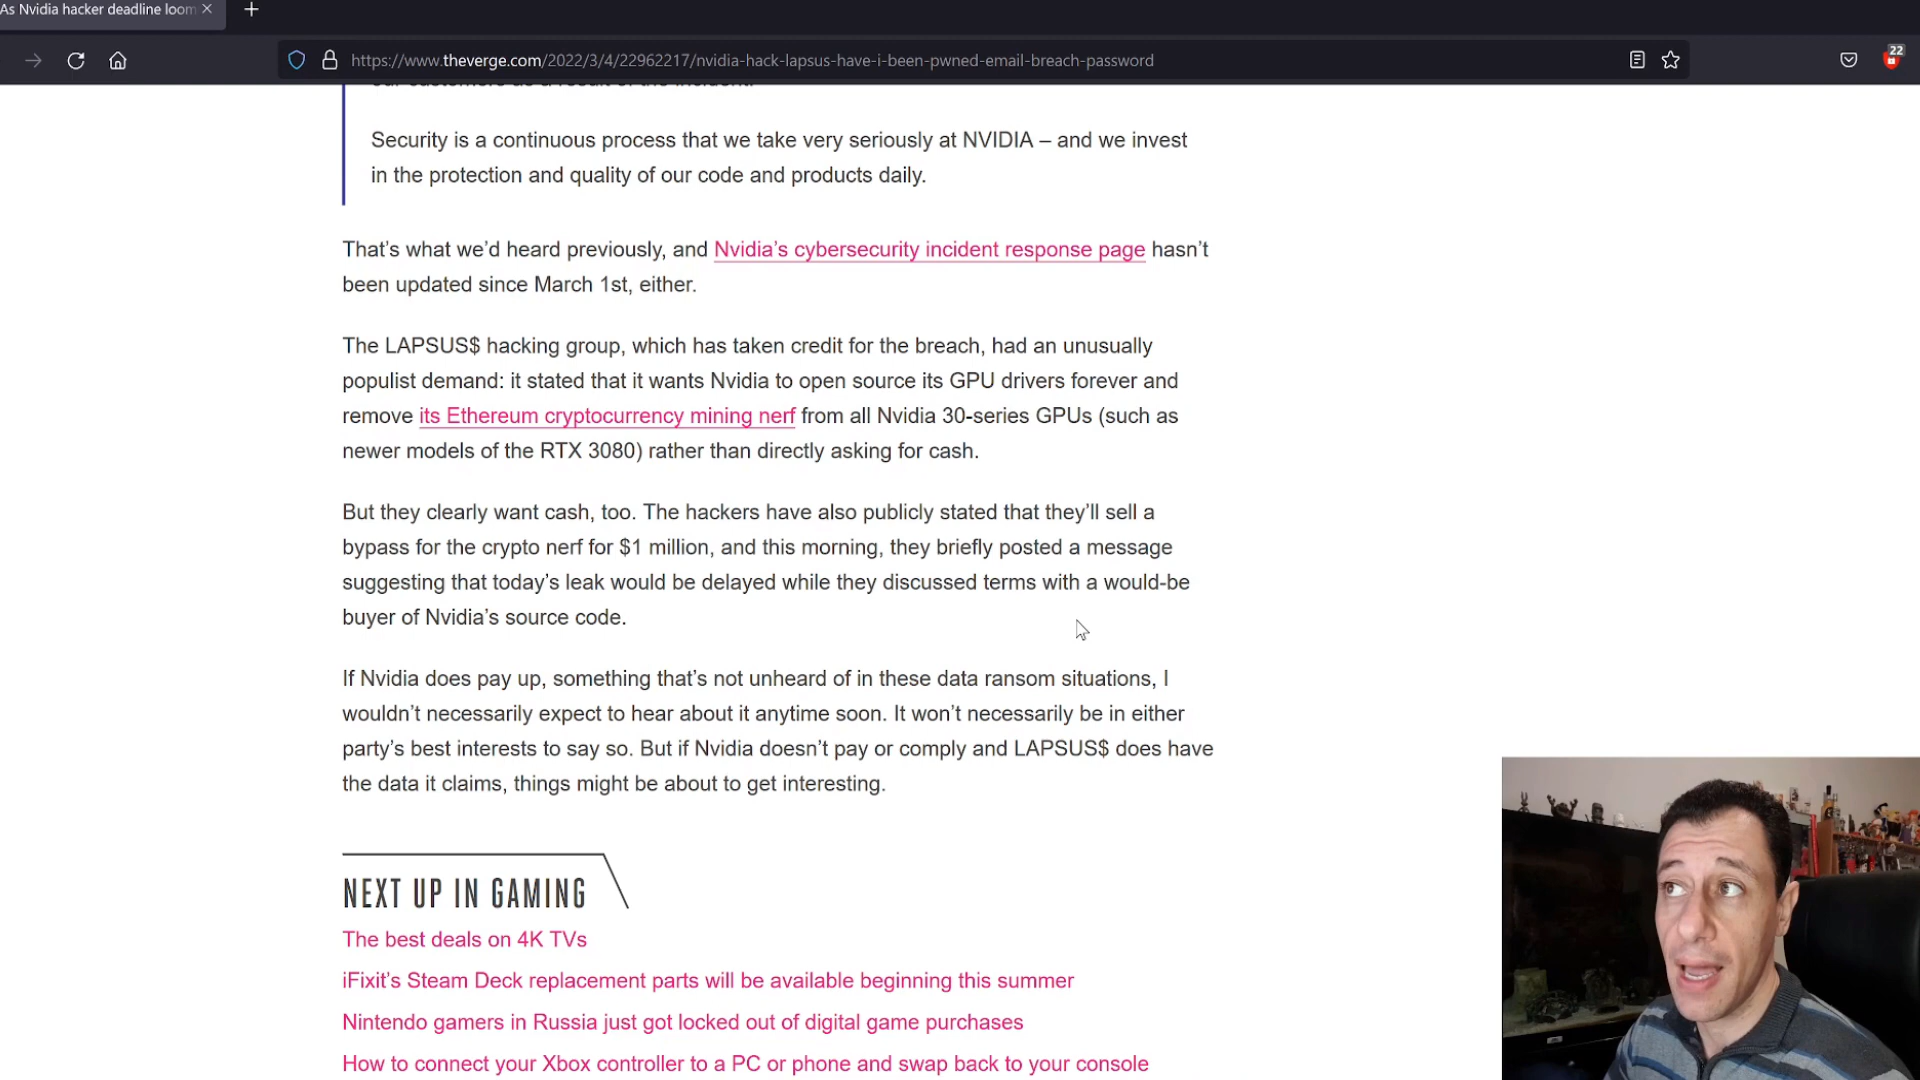 As Nvidia hacker deadline loom
https://www.theverge.com/2022/3/4/22962217/nvidia-hack-lapsus-have-i-been-pwned-email-breach-password
22
our customers as a result of the incident.
Security is a continuous process that we take very seriously at NVIDIA – and we invest
in the protection and quality of our code and products daily.
That’s what we’d heard previously, and Nvidia’s cybersecurity incident response page hasn’t
been updated since March 1st, either.
The LAPSUS$ hacking group, which has taken credit for the breach, had an unusually
populist demand: it stated that it wants Nvidia to open source its GPU drivers forever and
remove its Ethereum cryptocurrency mining nerf from all Nvidia 30-series GPUs (such as
newer models of the RTX 3080) rather than directly asking for cash.
But they clearly want cash, too. The hackers have also publicly stated that they’ll sell a
bypass for the crypto nerf for $1 million, and this morning, they briefly posted a message
suggesting that today’s leak would be delayed while they discussed terms with a would-be
buyer of Nvidia’s source code.
If Nvidia does pay up, something that’s not unheard of in these data ransom situations, I
wouldn’t necessarily expect to hear about it anytime soon. It won’t necessarily be in either
party’s best interests to say so. But if Nvidia doesn’t pay or comply and LAPSUS$ does have
the data it claims, things might be about to get interesting.
NEXT UP IN GAMING
The best deals on 4K TVs
iFixit’s Steam Deck replacement parts will be available beginning this summer
Nintendo gamers in Russia just got locked out of digital game purchases
How to connect your Xbox controller to a PC or phone and swap back to your console